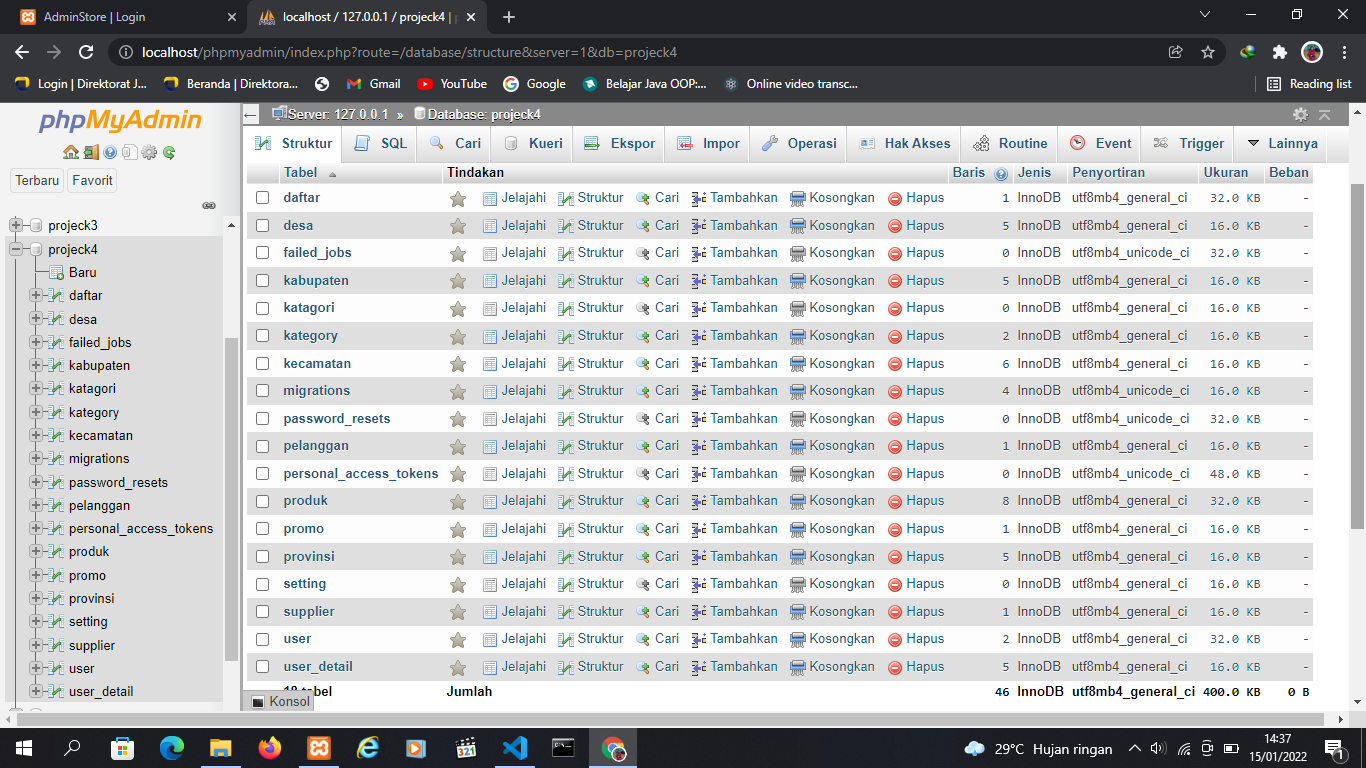 AdminStore | Login
localhost / 127.0.0.1 / projeck4 | p
localhost/phpmyadmin/index.php?route=/database/structure&server=1&db=projeck4
Login | Direktorat J... Beranda | Direktora... Gmail YouTube Google Belajar Java OOP:... Online video transc... Reading list
phpMyAdmin
Terbaru Favorit
projeck3
projeck4
Baru
daftar
desa
failed_jobs
kabupaten
katagori
kategory
kecamatan
migrations
password_resets
pelanggan
personal_access_tokens
produk
promo
provinsi
setting
supplier
user
user_detail
Server: 127.0.0.1 » Database: projeck4
Struktur SQL Cari Kueri Ekspor Impor Operasi Hak Akses Routine Event Trigger Lainnya
Tabel Tindakan Baris Jenis Penyortiran Ukuran Beban
daftar Jelajahi Struktur Cari Tambahkan Kosongkan Hapus 1 InnoDB utf8mb4_general_ci 32.0 KB -
desa Jelajahi Struktur Cari Tambahkan Kosongkan Hapus 5 InnoDB utf8mb4_general_ci 16.0 KB -
failed_jobs Jelajahi Struktur Cari Tambahkan Kosongkan Hapus 0 InnoDB utf8mb4_unicode_ci 32.0 KB -
kabupaten Jelajahi Struktur Cari Tambahkan Kosongkan Hapus 5 InnoDB utf8mb4_general_ci 16.0 KB -
katagori Jelajahi Struktur Cari Tambahkan Kosongkan Hapus 0 InnoDB utf8mb4_general_ci 16.0 KB -
kategory Jelajahi Struktur Cari Tambahkan Kosongkan Hapus 2 InnoDB utf8mb4_general_ci 16.0 KB -
kecamatan Jelajahi Struktur Cari Tambahkan Kosongkan Hapus 6 InnoDB utf8mb4_general_ci 16.0 KB -
migrations Jelajahi Struktur Cari Tambahkan Kosongkan Hapus 4 InnoDB utf8mb4_unicode_ci 16.0 KB -
password_resets Jelajahi Struktur Cari Tambahkan Kosongkan Hapus 0 InnoDB utf8mb4_unicode_ci 32.0 KB -
pelanggan Jelajahi Struktur Cari Tambahkan Kosongkan Hapus 1 InnoDB utf8mb4_general_ci 16.0 KB -
personal_access_tokens Jelajahi Struktur Cari Tambahkan Kosongkan Hapus 0 InnoDB utf8mb4_unicode_ci 48.0 KB -
produk Jelajahi Struktur Cari Tambahkan Kosongkan Hapus 8 InnoDB utf8mb4_general_ci 32.0 KB -
promo Jelajahi Struktur Cari Tambahkan Kosongkan Hapus 1 InnoDB utf8mb4_general_ci 16.0 KB -
provinsi Jelajahi Struktur Cari Tambahkan Kosongkan Hapus 5 InnoDB utf8mb4_general_ci 16.0 KB -
setting Jelajahi Struktur Cari Tambahkan Kosongkan Hapus 0 InnoDB utf8mb4_general_ci 16.0 KB -
supplier Jelajahi Struktur Cari Tambahkan Kosongkan Hapus 1 InnoDB utf8mb4_general_ci 16.0 KB -
user Jelajahi Struktur Cari Tambahkan Kosongkan Hapus 2 InnoDB utf8mb4_general_ci 32.0 KB -
user_detail Jelajahi Struktur Cari Tambahkan Kosongkan Hapus 5 InnoDB utf8mb4_general_ci 16.0 KB -
18 tabel Jumlah 46 InnoDB utf8mb4_general_ci 400.0 KB 0 B
Konsol
321
29°C Hujan ringan
14:37
15/01/2022
1